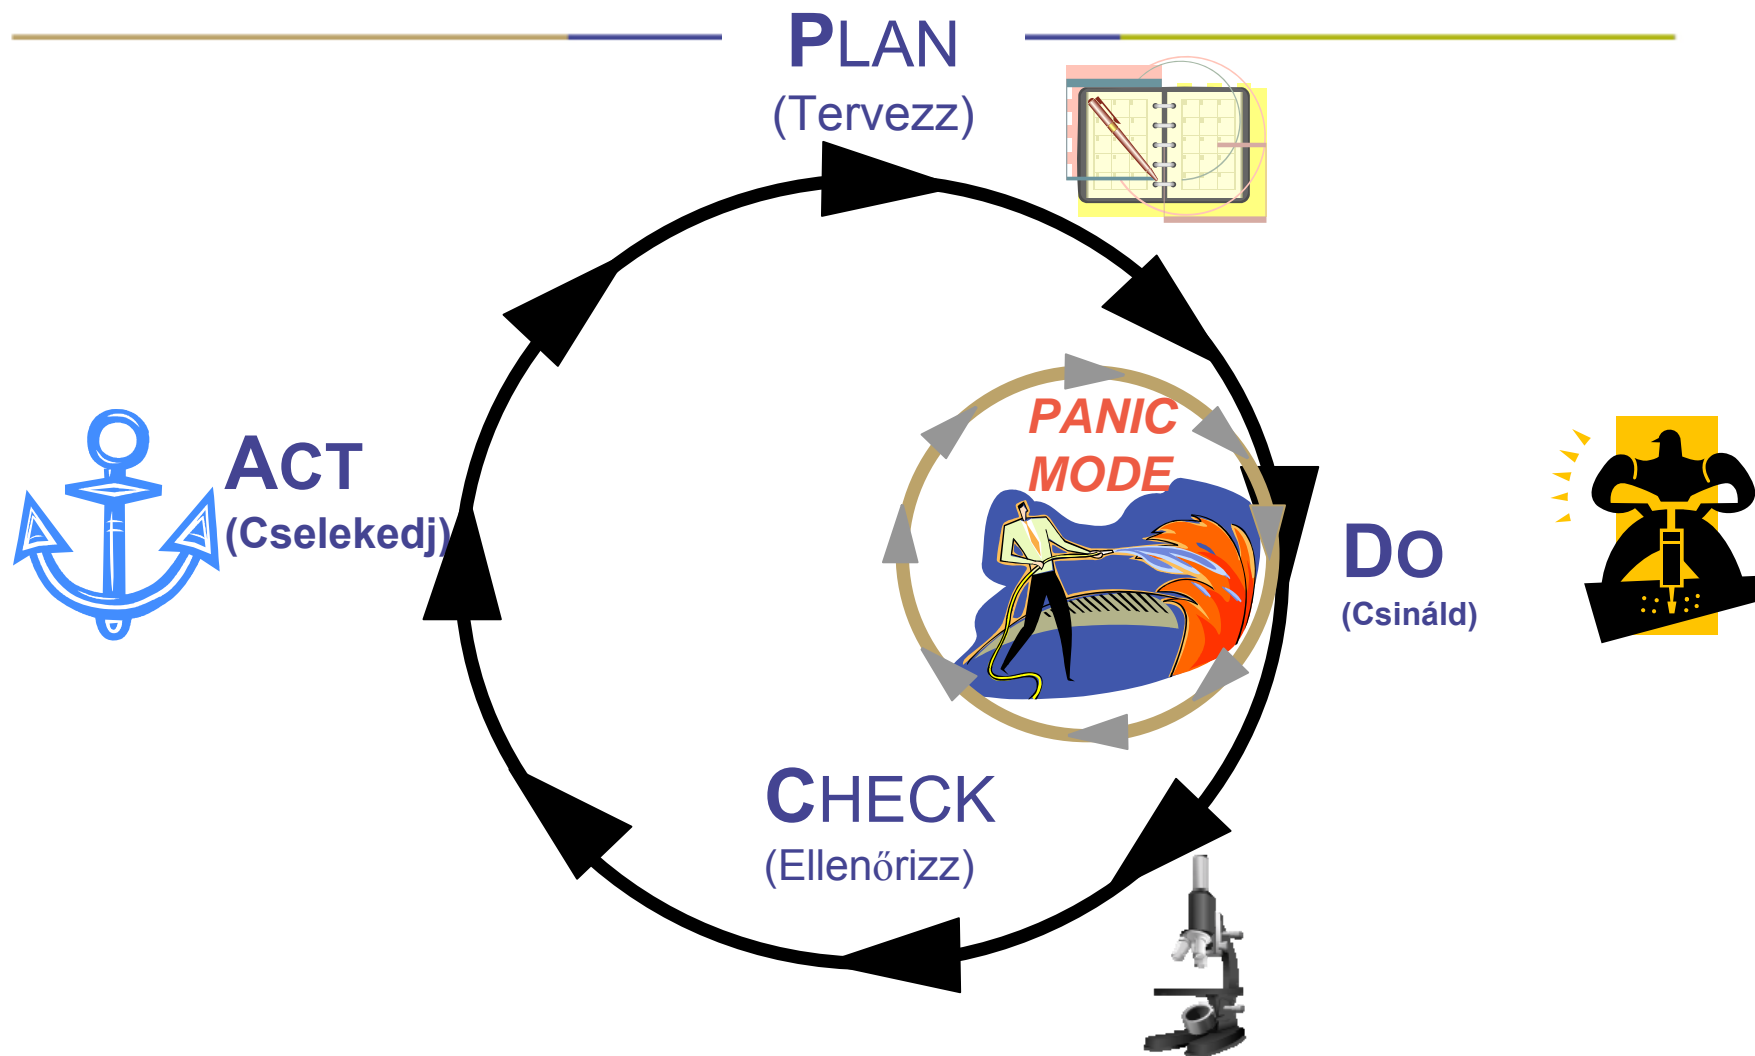 PLAN
(Tervezz)
PANIC
MODE
ACT
(Cselekedj)
DO
(Csináld)
CHECK
(Ellenőrizz)